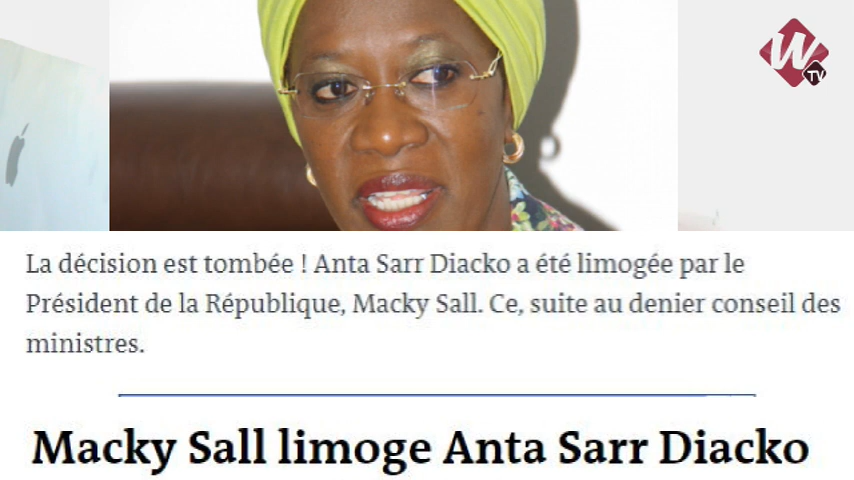 W
TV
La décision est tombée ! Anta Sarr Diacko a été limogée par le
Président de la République, Macky Sall. Ce, suite au denier conseil des
ministres.
Macky Sall limoge Anta Sarr Diacko